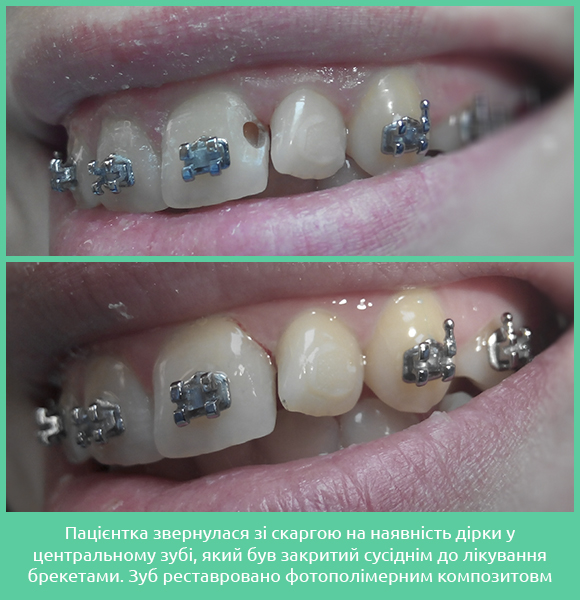 Пацієнтка звернулася зі скаргою на наявність дірки у
центральному зубі, який був закритий сусіднім до лікування
брекетами. Зуб реставровано фотополімерним композитовм